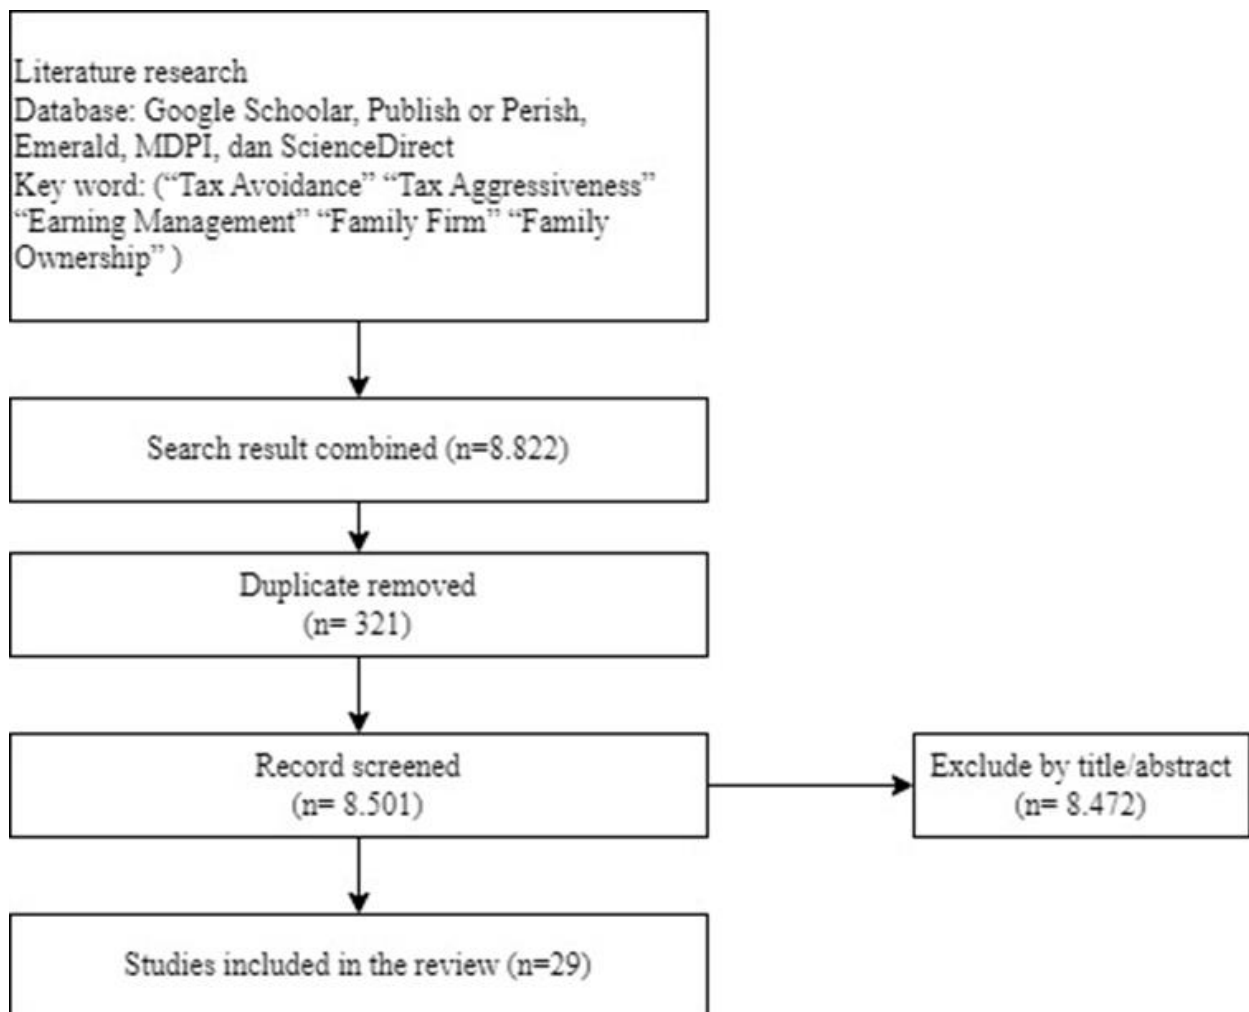 Literature research
Database: Google Schoolar, Publish or Perish,
Emerald, MDPI, dan ScienceDirect
Key word: (“Tax Avoidance” “Tax Aggressiveness”
“Earning Management” “Family Firm” “Family
Ownership” )
Search result combined (n=8.822)
Duplicate removed
(n= 321)
Record screened
(n= 8.501)
Exclude by title/abstract
(n= 8.472)
Studies included in the review (n=29)